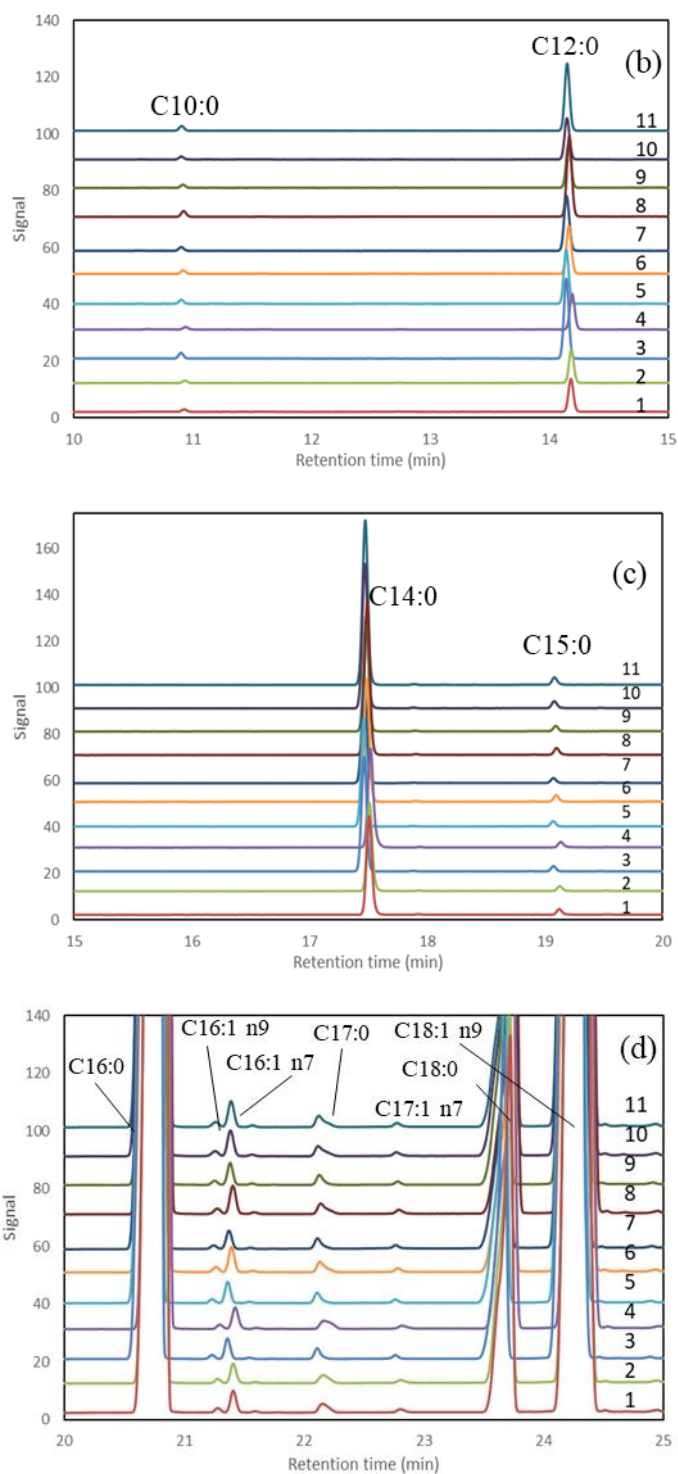 140
C12:0
(b)
120
C10:0
11
100
10
9
80
8
7
60
6
5
40
4
3
20
2
1
0
10 11 12 13 14 15
Retention time (min)
Signal
160
(c)
140
C14:0
120
C15:0
11
100
10
9
80
8
7
60
6
5
40
4
3
20
2
1
0
15 16 17 18 19 20
Retention time (min)
Signal
140
C16:1 n9
C17:0
C18:1 n9
(d)
C16:0
C16:1 n7
C18:0
120
C17:1 n7
11
100
10
9
80
8
7
60
6
5
40
4
3
20
2
1
0
20 21 22 23 24 25
Retention time (min)
Signal